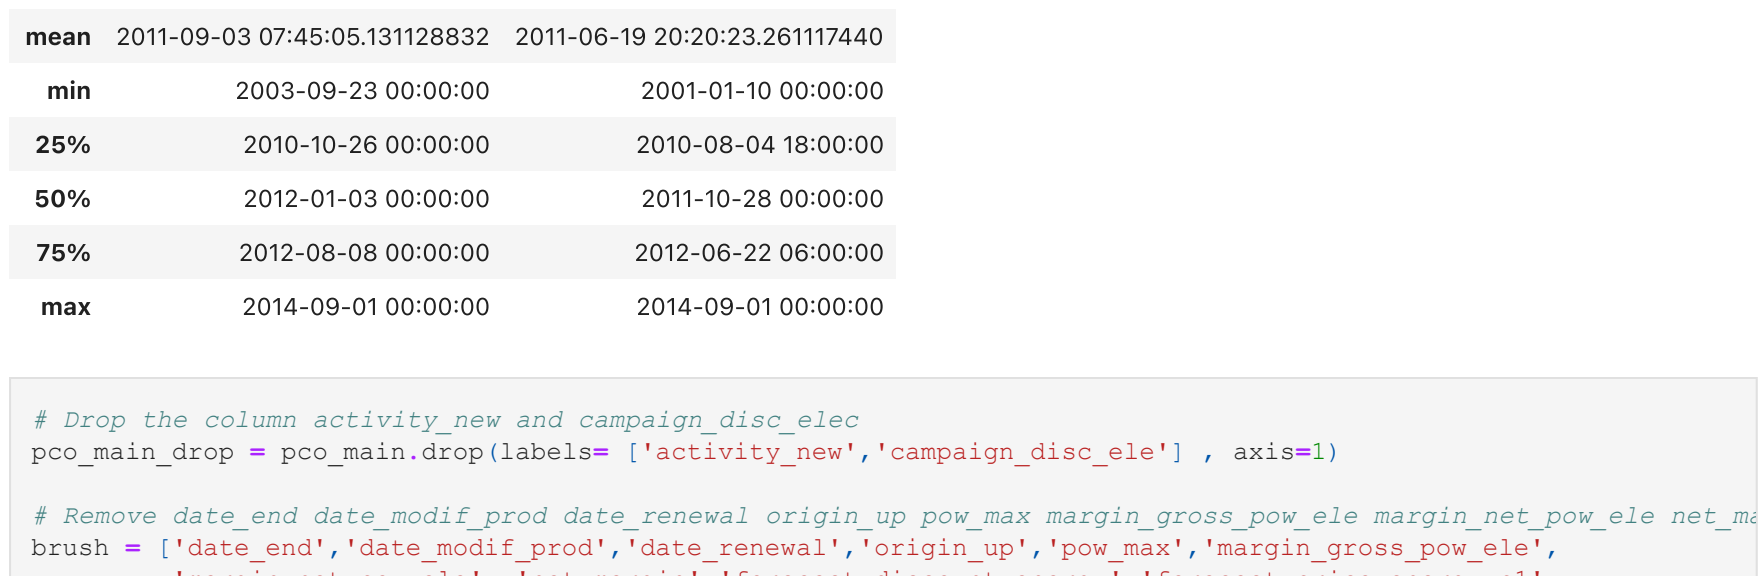 mean 2011-09-03 07:45:05.131128832 2011-06-19 20:20:23.261117440
min 2003-09-23 00:00:00 2001-01-10 00:00:00
25% 2010-10-26 00:00:00 2010-08-04 18:00:00
50% 2012-01-03 00:00:00 2011-10-28 00:00:00
75% 2012-08-08 00:00:00 2012-06-22 06:00:00
max 2014-09-01 00:00:00 2014-09-01 00:00:00
# Drop the column activity_new and campaign_disc_elec
pco_main_drop = pco_main.drop(labels= ['activity_new','campaign_disc_ele'] , axis=1)
# Remove date_end date_modif_prod date_renewal origin_up pow_max margin_gross_pow_ele margin_net_pow_ele
brush = ['date_end','date_modif_prod','date_renewal','origin_up','pow_max','margin_gross_pow_ele',